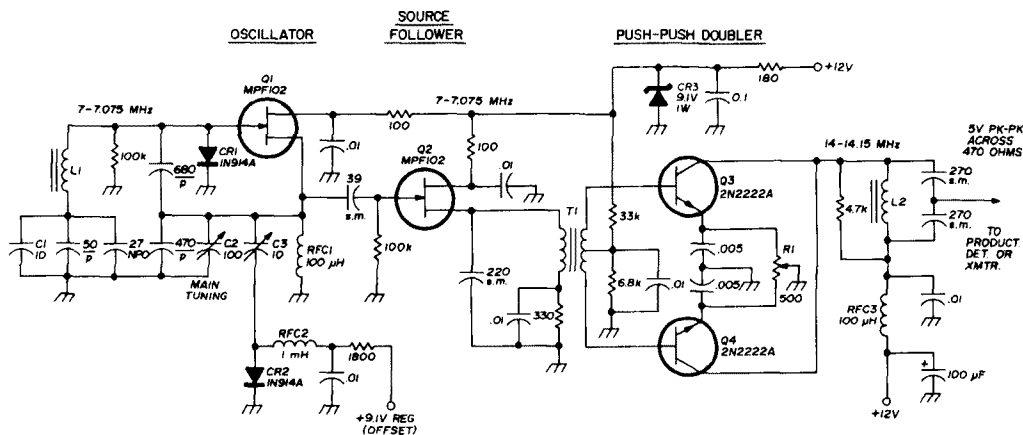 OSCILLATOR
SOURCE
FOLLOWER
PUSH-PUSH DOUBLER
Q1
MPF102
7-7.075 MHz
100k
680
P
CR1
1N914A
L1
.01
100
7-7.075 MHz
100
.01
Q2
MPF102
39
s.m.
100k
C1
10
50
P
27
NPO
470
P
C2
100
MAIN
TUNING
C3
10
RFC1
100 µH
220
s.m.
.01
330
T1
RFC2
1 mH
1800
.01
CR2
1N914A
+9.1V REG
(OFFSET)
CR3
9.1V
1W
0.1
180
+12V
33k
6.8k
.01
Q3
2N2222A
.005
.005
R1
500
Q4
2N2222A
14-14.15 MHz
4.7k
L2
5V PK-PK
ACROSS
470 OHMS
270
s.m.
270
s.m.
TO
PRODUCT
DET. OR
XMTR.
RFC3
100 µH
.01
+
100 µF
+12V